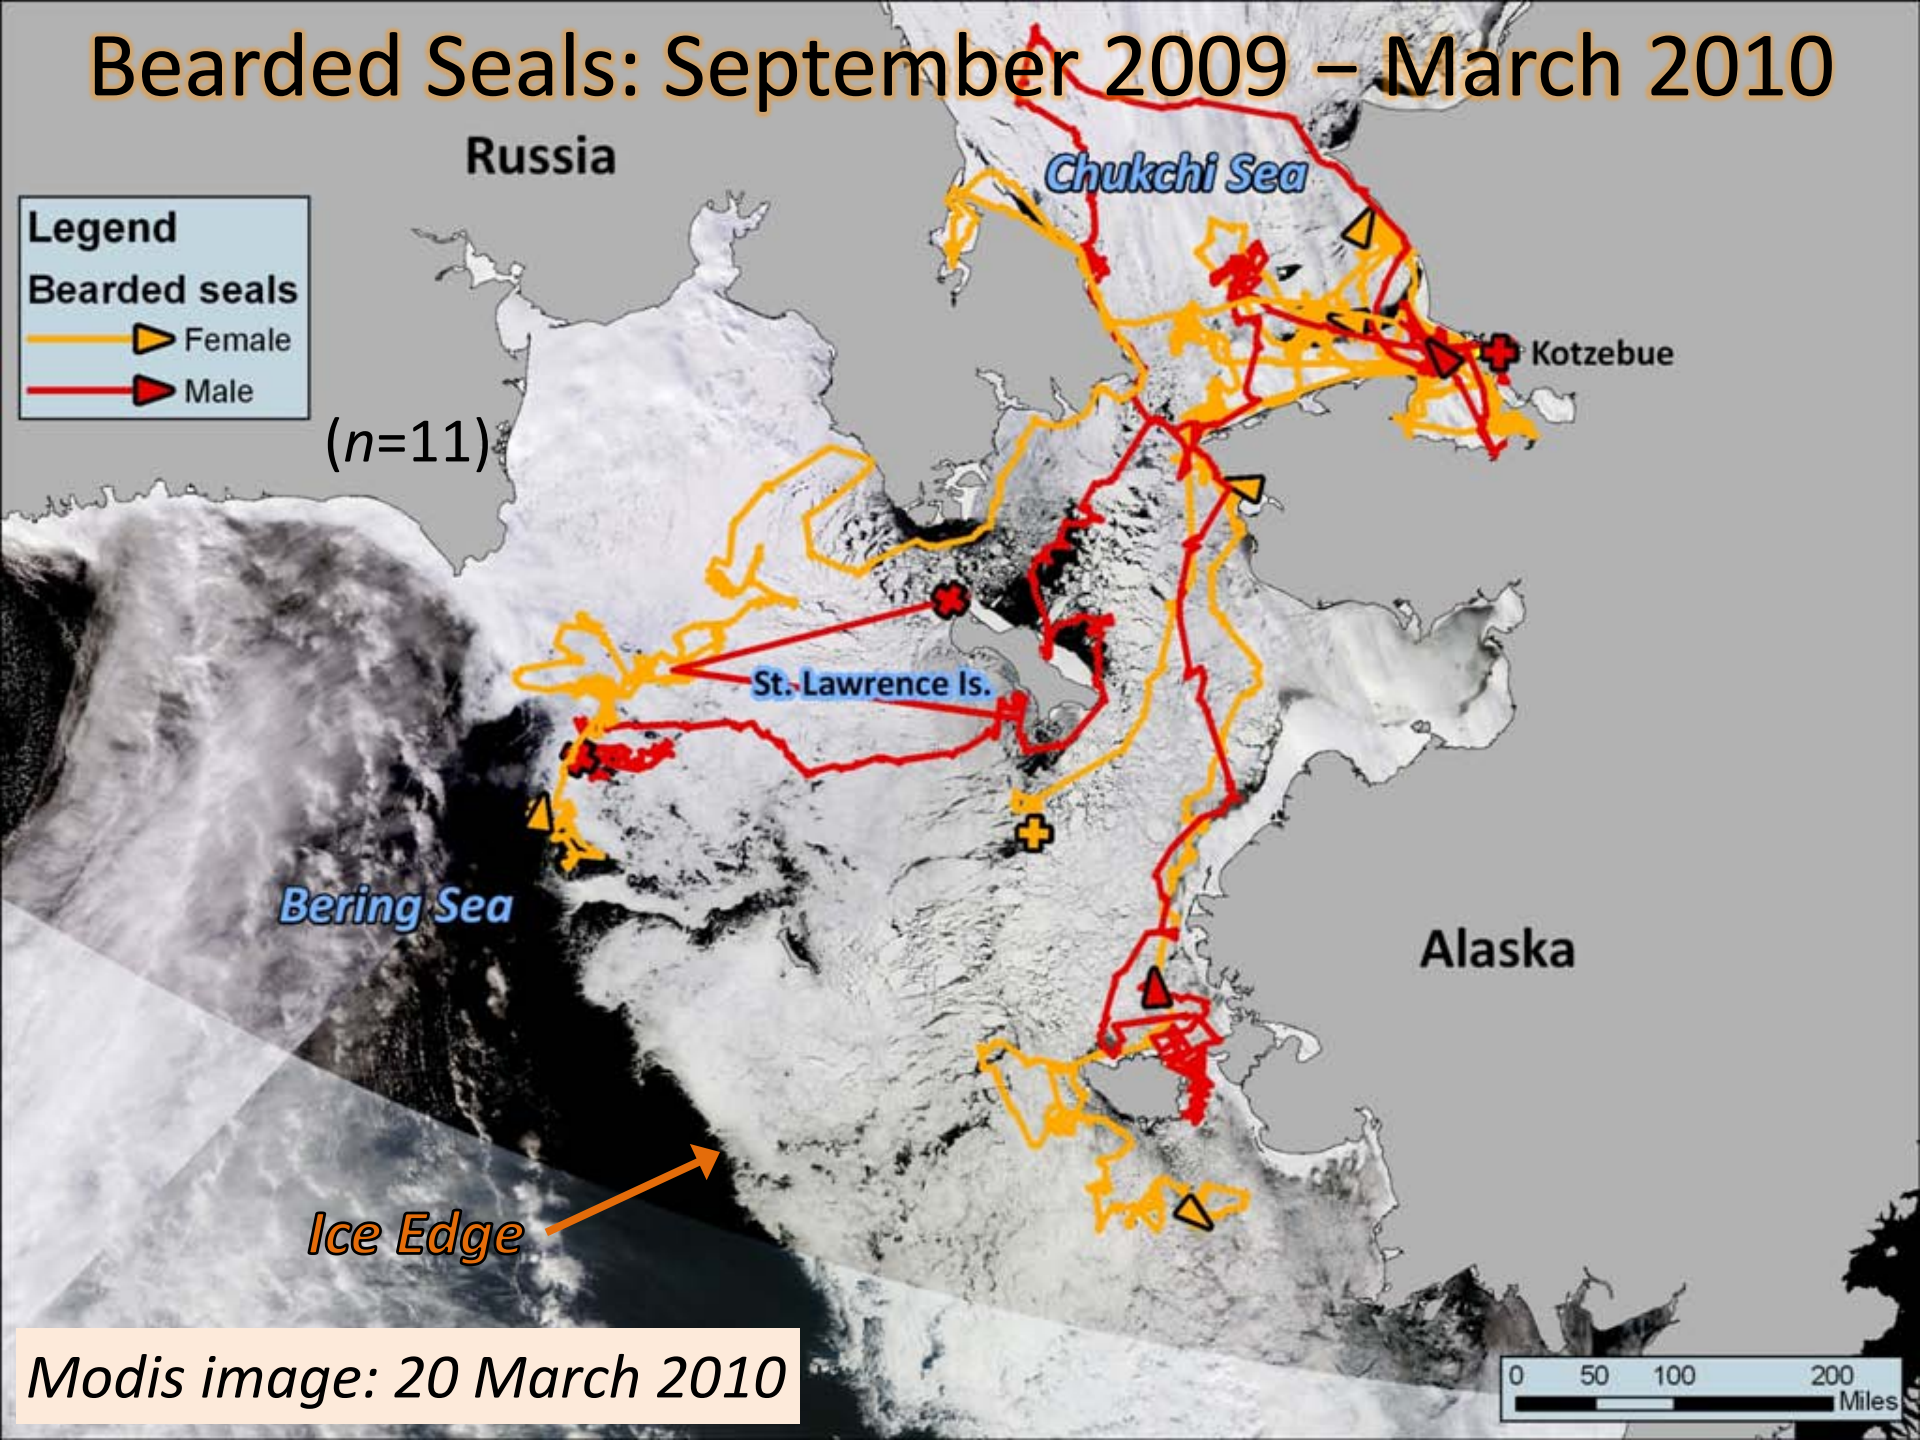 Bearded Seals: September 2009 – March 2010
Russia
Chukchi Sea
Legend
Bearded seals
Female
Male
Kotzebue
(n=11)
St. Lawrence Is.
Bering Sea
Alaska
Ice Edge
Modis image: 20 March 2010
0 50 100 200
Miles